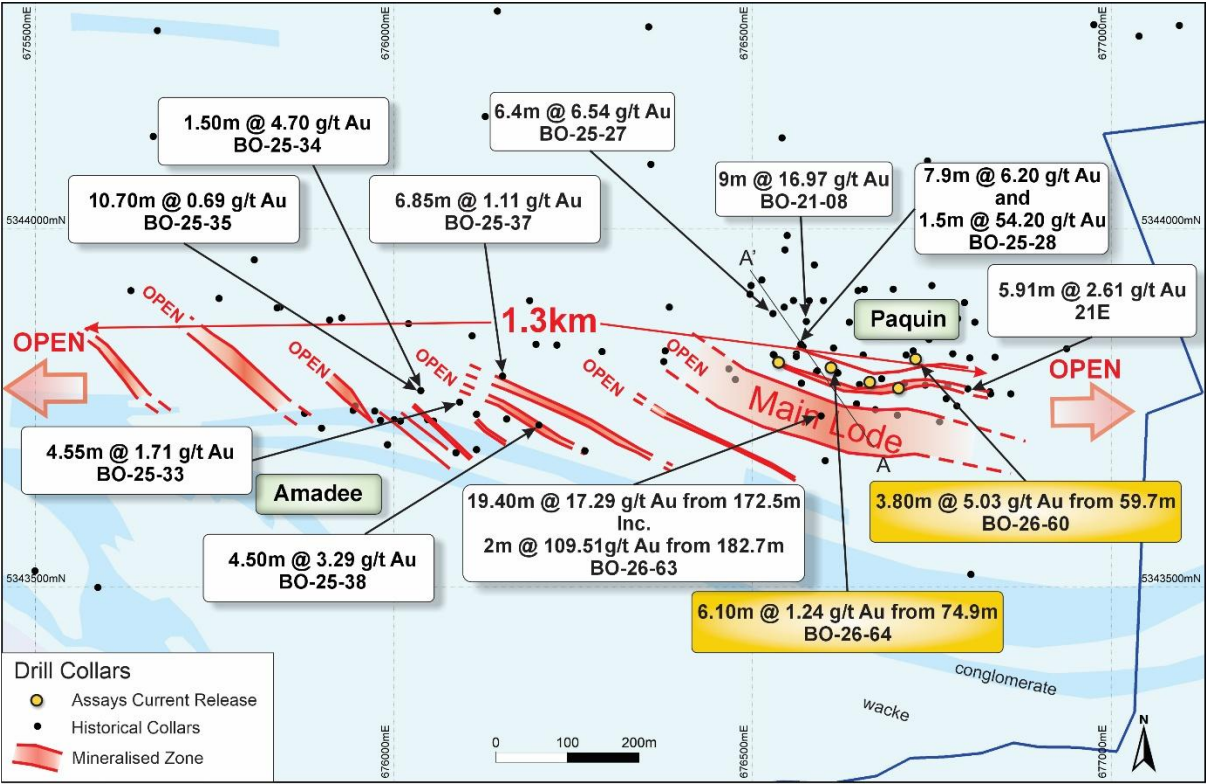 675500mE
676000mE
676500mE
677000mE
5344000mN
5343500mN
1.50m @ 4.70 g/t Au
BO-25-34
6.4m @ 6.54 g/t Au
BO-25-27
10.70m @ 0.69 g/t Au
BO-25-35
6.85m @ 1.11 g/t Au
BO-25-37
9m @ 16.97 g/t Au
BO-21-08
7.9m @ 6.20 g/t Au
and
1.5m @ 54.20 g/t Au
BO-25-28
A'
5.91m @ 2.61 g/t Au
21E
Paquin
OPEN
OPEN
1.3km
OPEN
OPEN
OPEN
OPEN
OPEN
OPEN
Main Lode
A
4.55m @ 1.71 g/t Au
BO-25-33
Amadee
4.50m @ 3.29 g/t Au
BO-25-38
19.40m @ 17.29 g/t Au from 172.5m
Inc.
2m @ 109.51g/t Au from 182.7m
BO-26-63
3.80m @ 5.03 g/t Au from 59.7m
BO-26-60
6.10m @ 1.24 g/t Au from 74.9m
BO-26-64
conglomerate
wacke
Drill Collars
Assays Current Release
Historical Collars
Mineralised Zone
0 100 200m
N